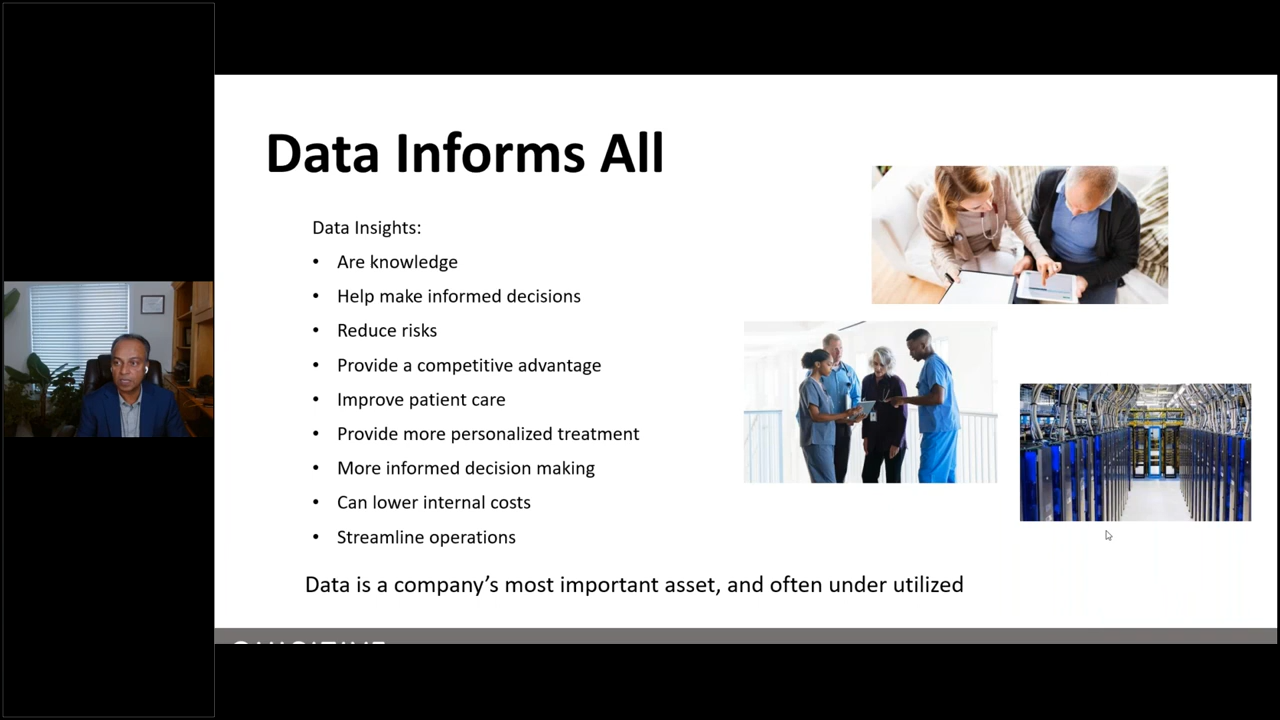 Data Informs All
Data Insights:
• Are knowledge
• Help make informed decisions
• Reduce risks
• Provide a competitive advantage
• Improve patient care
• Provide more personalized treatment
• More informed decision making
• Can lower internal costs
• Streamline operations
Data is a company’s most important asset, and often under utilized